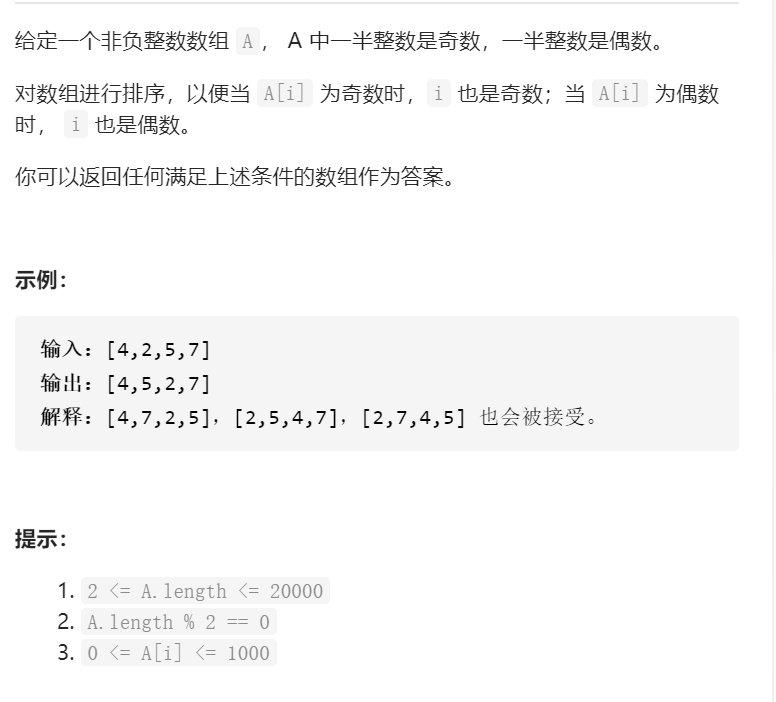 给定一个非负整数数组 A， A 中一半整数是奇数，一半整数是偶数。
对数组进行排序，以便当 A[i] 为奇数时，i 也是奇数；当 A[i] 为偶数
时， i 也是偶数。
你可以返回任何满足上述条件的数组作为答案。
示例：
输入：[4,2,5,7]
输出：[4,5,2,7]
解释：[4,7,2,5]，[2,5,4,7]，[2,7,4,5] 也会被接受。
提示：
1. 2 <= A.length <= 20000
2. A.length % 2 == 0
3. 0 <= A[i] <= 1000